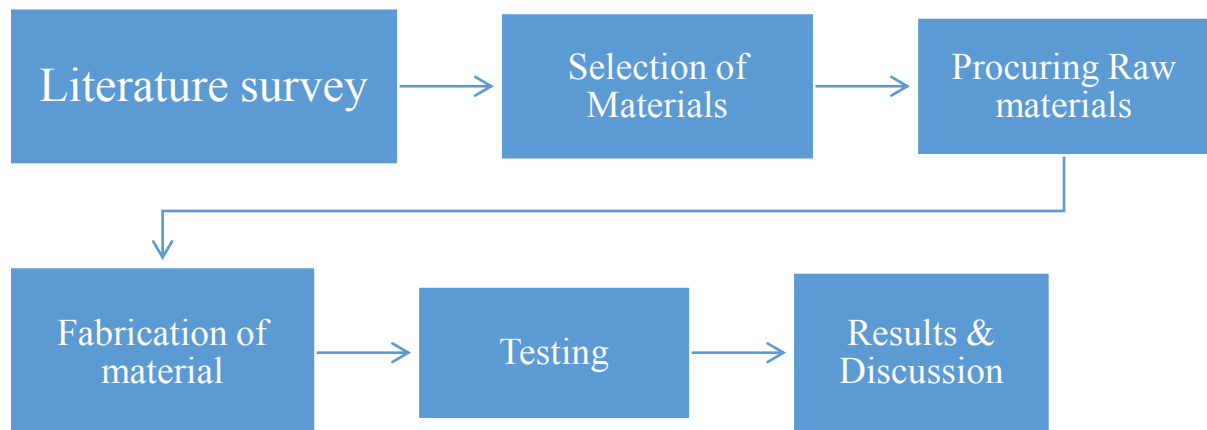 Literature survey
Selection of
Materials
Procuring Raw
materials
Fabrication of
material
Testing
Results &
Discussion